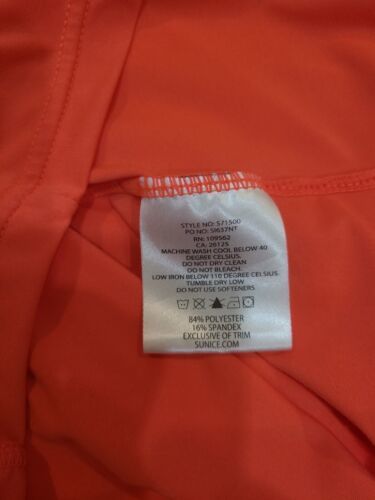 STYLE NO: S71500
PO NO: SI637NT
RN: 109562
CA: 26125
MACHINE WASH COOL BELOW 40
DEGREE CELSIUS.
DO NOT DRY CLEAN
DO NOT BLEACH.
LOW IRON BELOW 110 DEGREE CELSIUS
TUMBLE DRY LOW
DO NOT USE SOFTENERS
84% POLYESTER
16% SPANDEX
EXCLUSIVE OF TRIM
SUNICE.COM